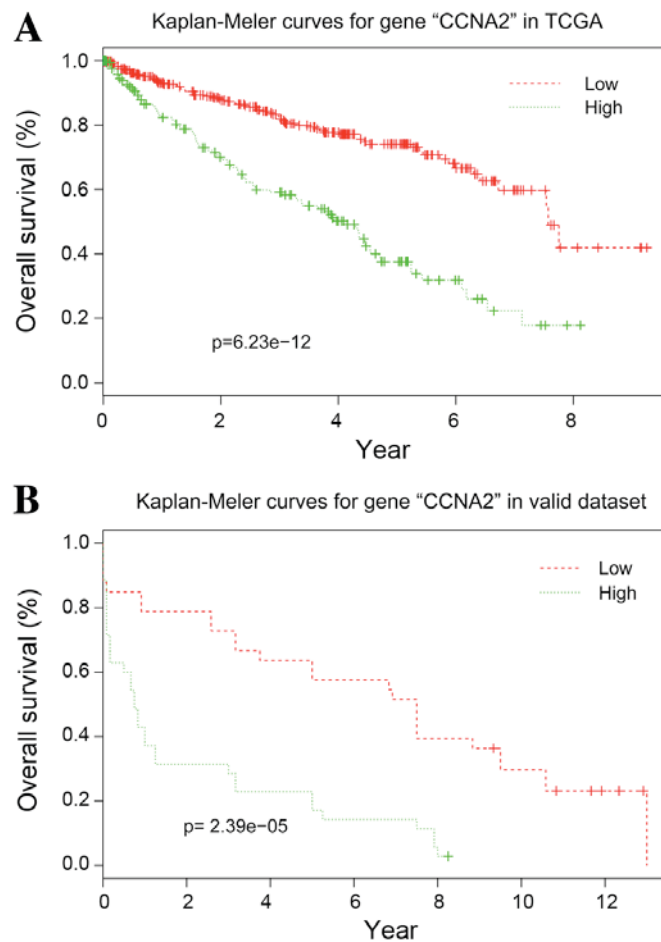 A
Kaplan-Meler curves for gene “CCNA2” in TCGA
Overall survival (%)
1.0
0.8
0.6
0.4
0.2
0.0
Low
High
p=6.23e−12
0 2 4 6 8
Year
B
Kaplan-Meler curves for gene “CCNA2” in valid dataset
Overall survival (%)
1.0
0.8
0.6
0.4
0.2
0.0
Low
High
p= 2.39e−05
0 2 4 6 8 10 12
Year